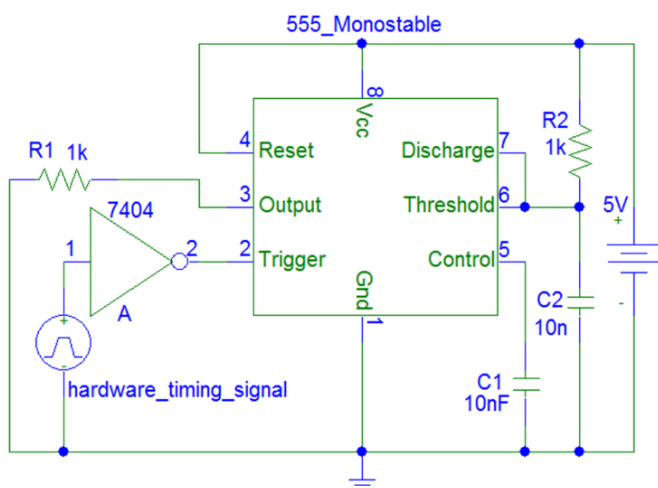 555_Monostable
8
Vcc
R1 1k
4 Reset
Discharge 7
R2
1k
7404
3 Output
Threshold 6
5V
+
1
2
2 Trigger
Control 5
A
Gnd
1
+
-
-
C2
10n
hardware_timing_signal
C1
10nF